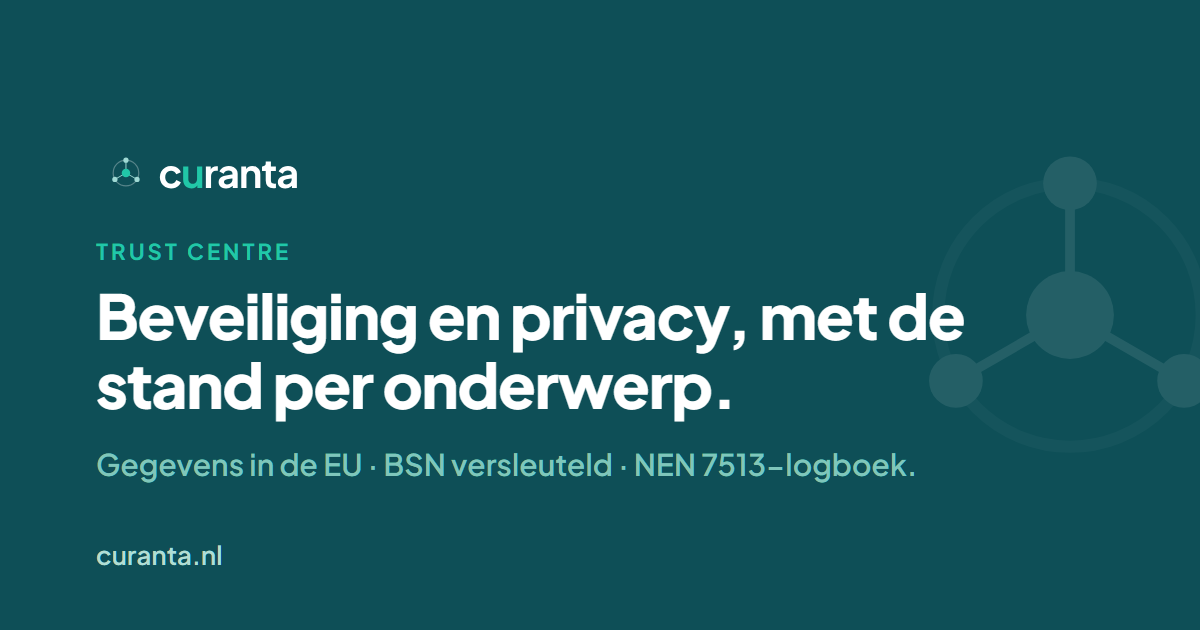 curanta
TRUST CENTRE
Beveiliging en privacy, met de
stand per onderwerp.
Gegevens in de EU · BSN versleuteld · NEN 7513-logboek.
curanta.nl